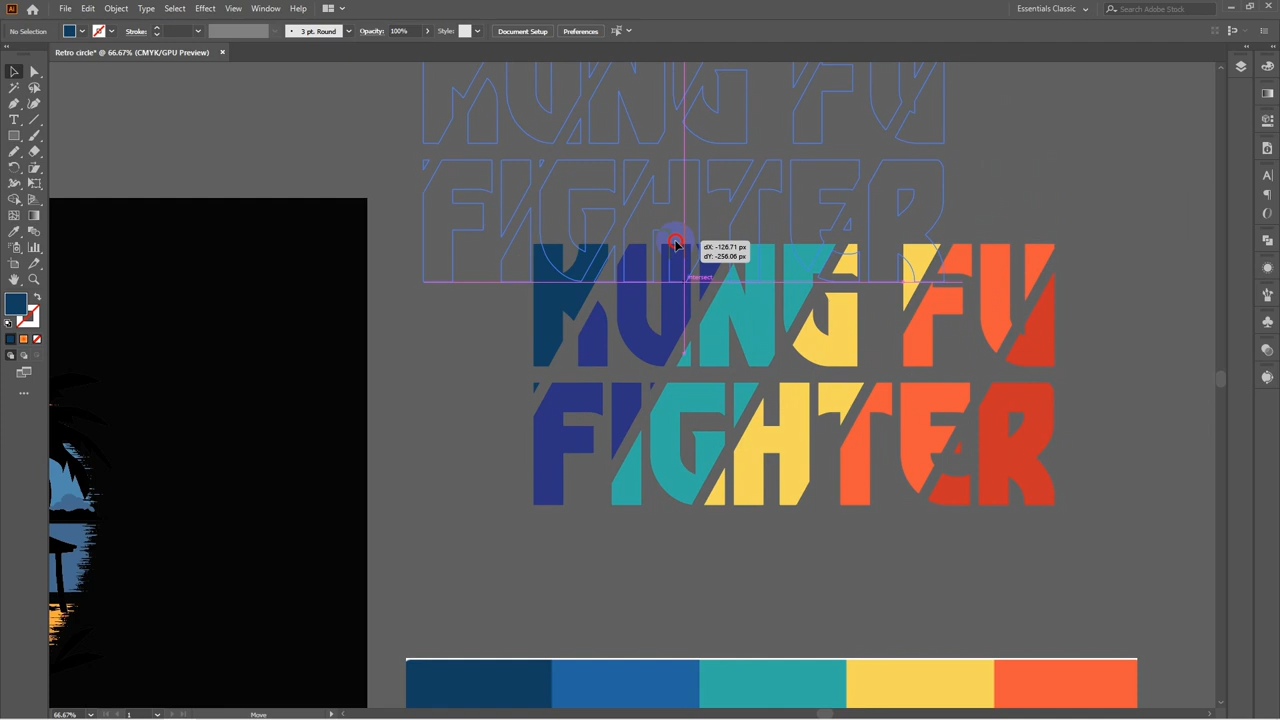 File Edit Object Type Select Effect View Window Help
Essentials Classic
Search Adobe Stock
No Selection
Stroke:
3 pt. Round
Opacity: 100%
Style:
Document Setup
Preferences
Retro circle* @ 66.67% (CMYK/GPU Preview) ×
KUNG FU
FIGHTER
dX: -126.71 px
dY: -256.06 px
intersect
KUNG FU
FIGHTER
66.67%
1
Move